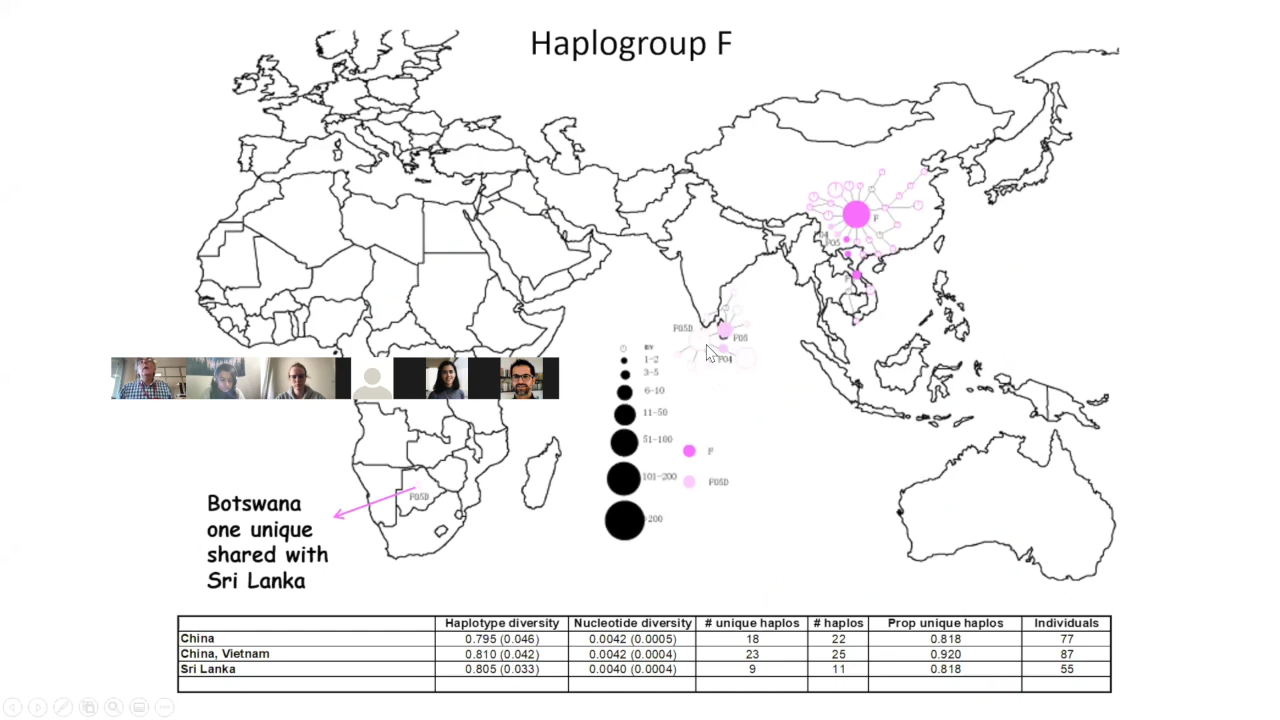 Haplogroup F
F
F04
F05
F05D
F05
F04
BY
1-2
3-5
6-10
11-50
51-100
101-200
>200
F
F05D
F05D
Botswana
one unique
shared with
Sri Lanka
Haplotype diversity Nucleotide diversity # unique haplos # haplos Prop unique haplos Individuals
China 0.795 (0.046) 0.0042 (0.0005) 18 22 0.818 77
China, Vietnam 0.810 (0.042) 0.0042 (0.0004) 23 25 0.920 87
Sri Lanka 0.805 (0.033) 0.0040 (0.0004) 9 11 0.818 55